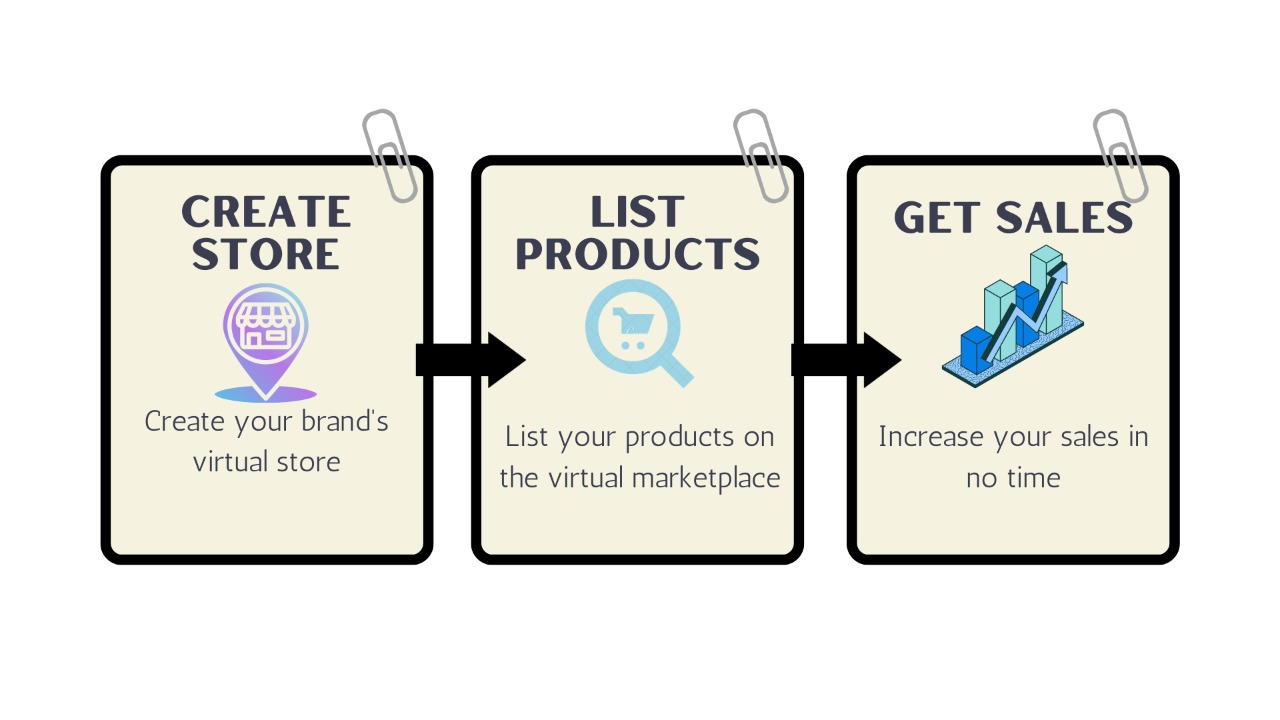 CREATE
STORE
Create your brand's
virtual store
LIST
PRODUCTS
List your products on
the virtual marketplace
GET SALES
Increase your sales in
no time